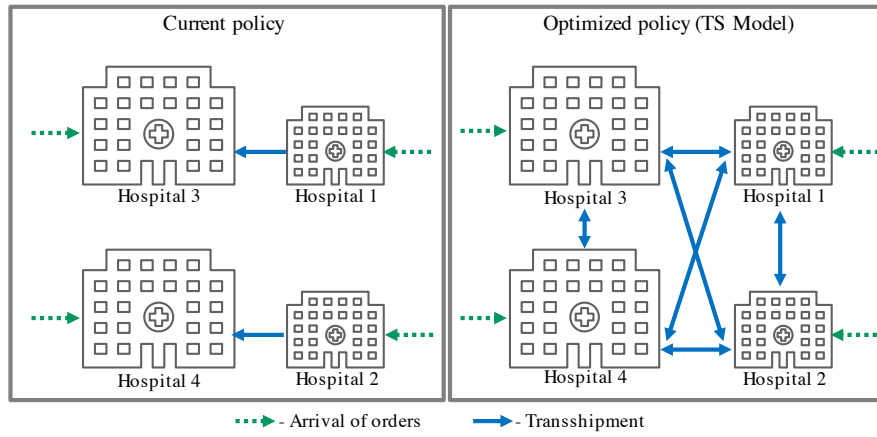 Current policy
Optimized policy (TS Model)
Hospital 3
Hospital 1
Hospital 4
Hospital 2
Hospital 3
Hospital 1
Hospital 4
Hospital 2
- Arrival of orders
- Transshipment